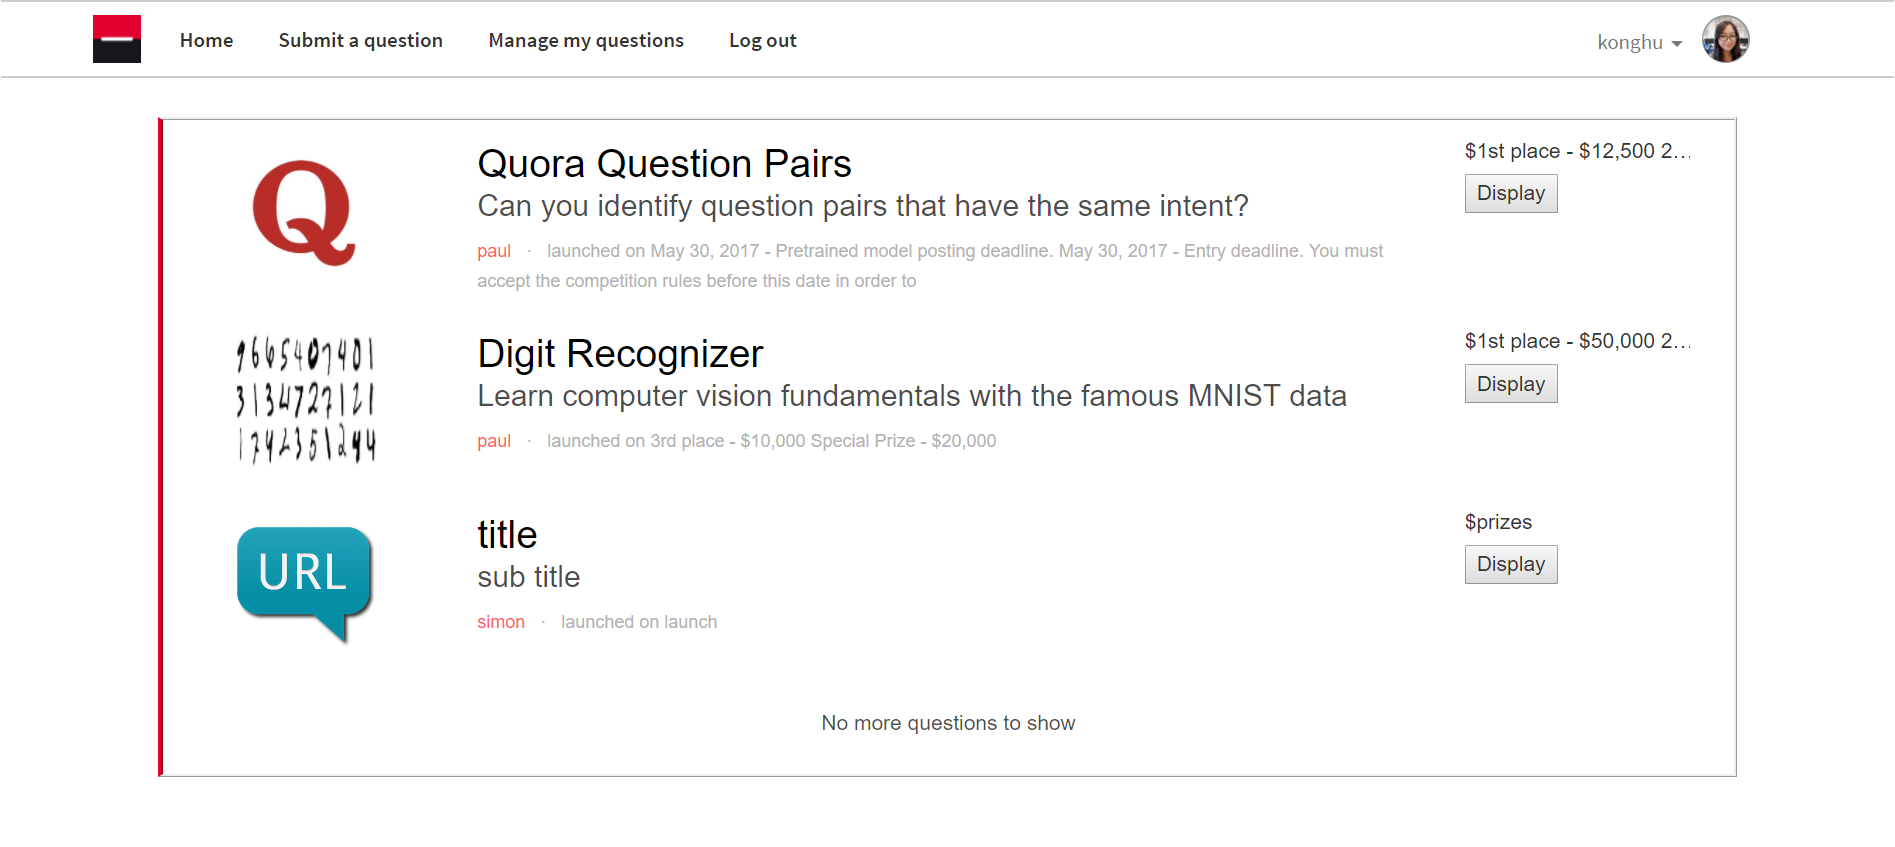 Home Submit a question Manage my questions Log out konghu
Q
Quora Question Pairs
Can you identify question pairs that have the same intent?
paul · launched on May 30, 2017 - Pretrained model posting deadline. May 30, 2017 - Entry deadline. You must
accept the competition rules before this date in order to
$1st place - $12,500 2...
Display
9665407401
3134727121
1742351244
Digit Recognizer
Learn computer vision fundamentals with the famous MNIST data
paul · launched on 3rd place - $10,000 Special Prize - $20,000
$1st place - $50,000 2...
Display
URL
title
sub title
simon · launched on launch
$prizes
Display
No more questions to show